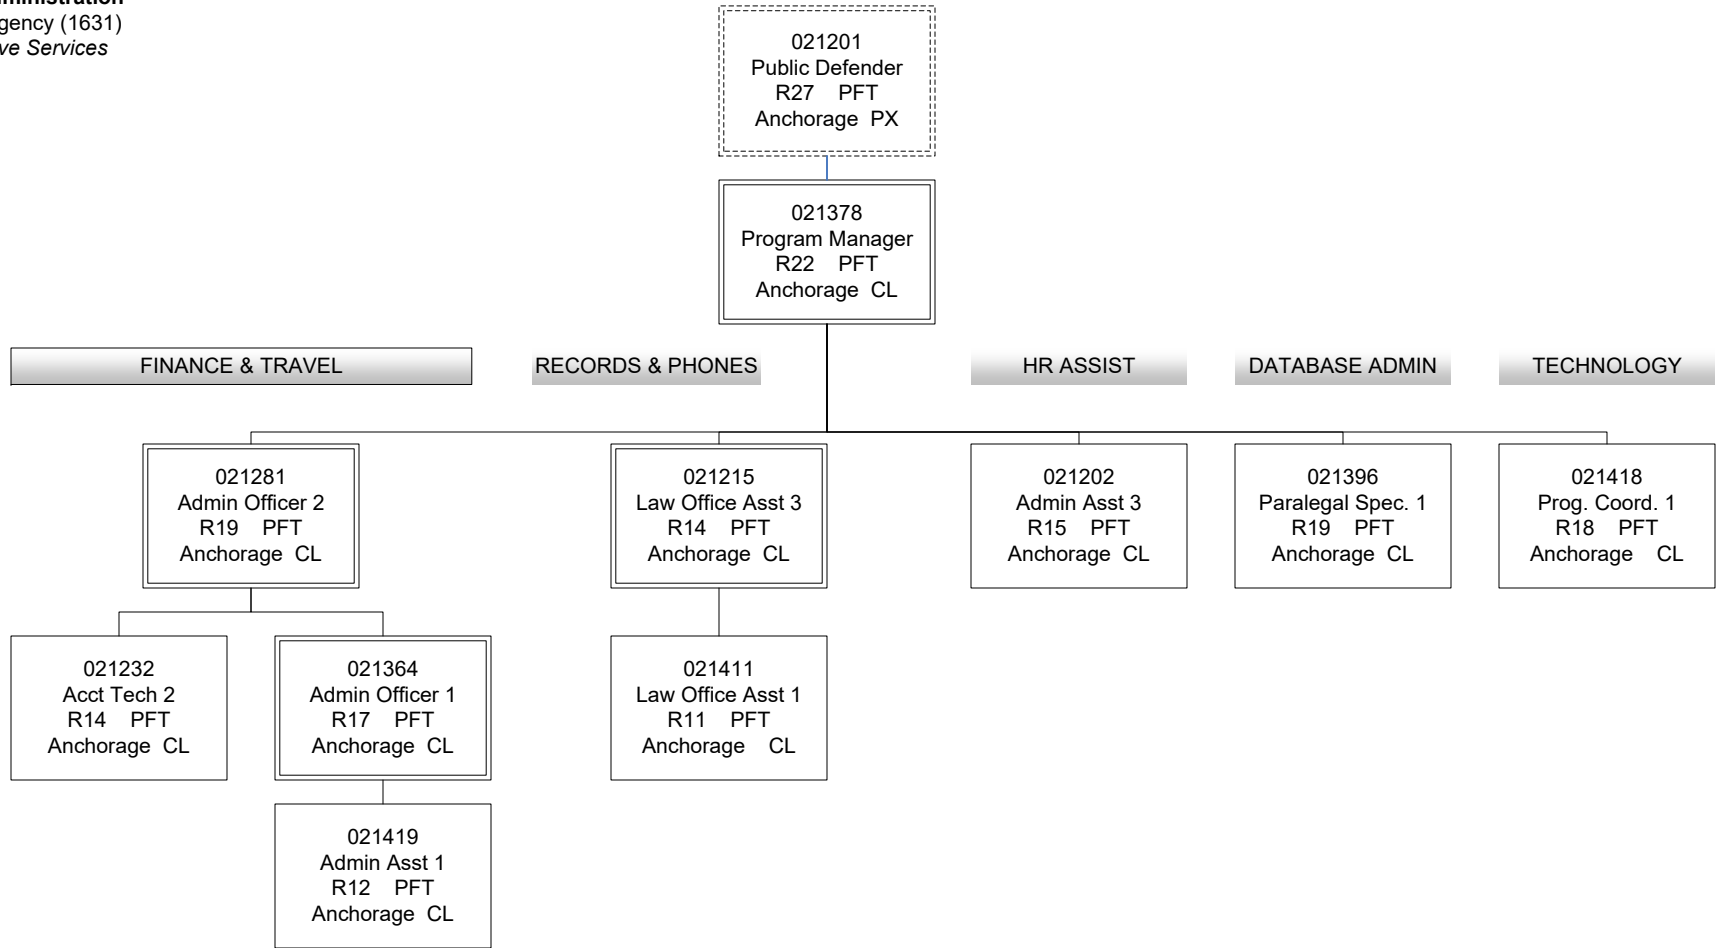 (1631)
Services
021201
Public Defender
R27 PFT
Anchorage PX
021378
Program Manager
R22 PFT
Anchorage CL
FINANCE & TRAVEL
RECORDS & PHONES
HR ASSIST
DATABASE ADMIN
TECHNOLOGY
021281
Admin Officer 2
R19 PFT
Anchorage CL
021215
Law Office Asst 3
R14 PFT
Anchorage CL
021202
Admin Asst 3
R15 PFT
Anchorage CL
021396
Paralegal Spec. 1
R19 PFT
Anchorage CL
021418
Prog. Coord. 1
R18 PFT
Anchorage CL
021232
Acct Tech 2
R14 PFT
Anchorage CL
021364
Admin Officer 1
R17 PFT
Anchorage CL
021411
Law Office Asst 1
R11 PFT
Anchorage CL
021419
Admin Asst 1
R12 PFT
Anchorage CL